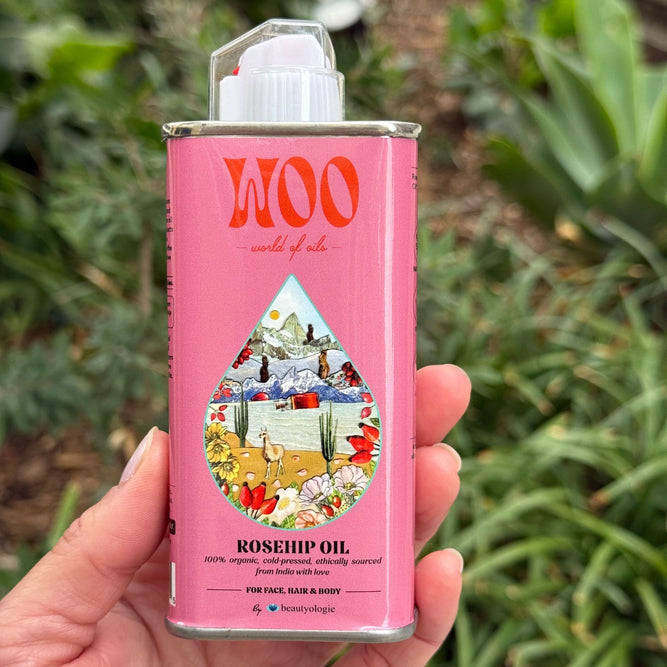 WOO
world of oils
ROSEHIP OIL
100% organic, cold-pressed, ethically sourced
from India with love
FOR FACE, HAIR & BODY
By beautyologie